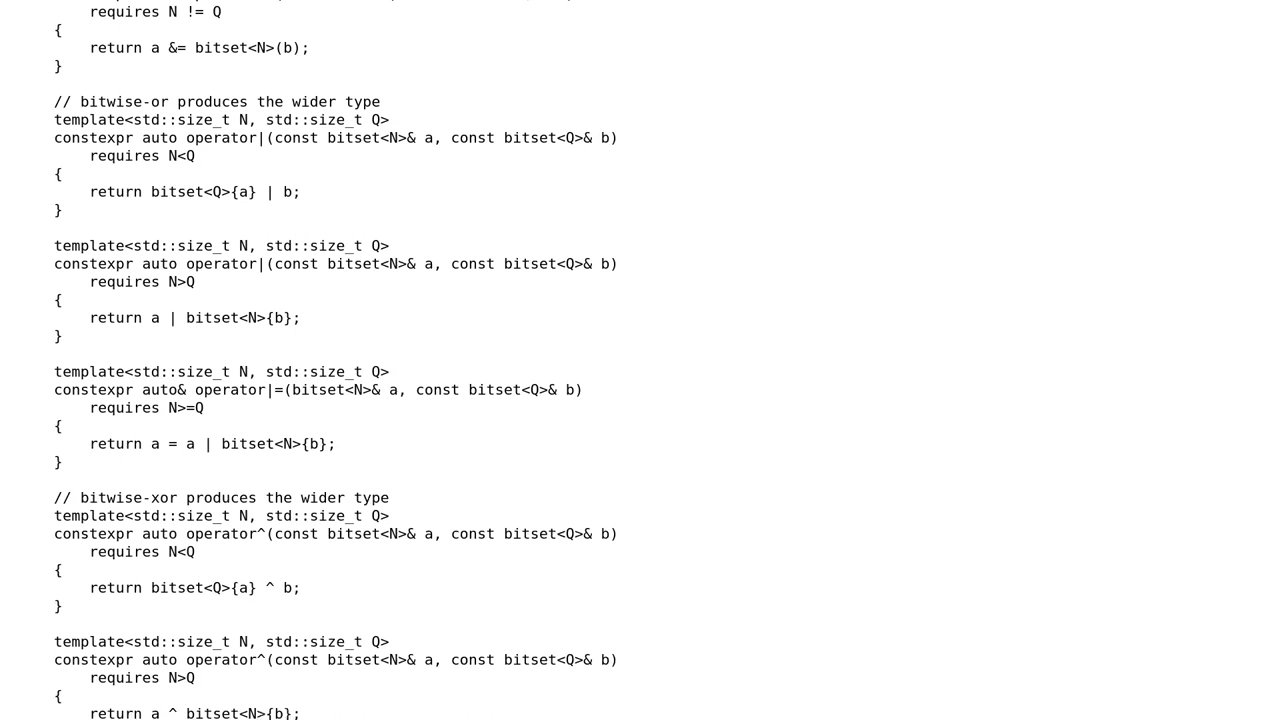 requires N != Q
{
return a &= bitset<N>(b);
}
// bitwise-or produces the wider type
template<std::size_t N, std::size_t Q>
constexpr auto operator|(const bitset<N>& a, const bitset<Q>& b)
requires N<Q
{
return bitset<Q>{a} | b;
}
template<std::size_t N, std::size_t Q>
constexpr auto operator|(const bitset<N>& a, const bitset<Q>& b)
requires N>Q
{
return a | bitset<N>{b};
}
template<std::size_t N, std::size_t Q>
constexpr auto& operator|=(bitset<N>& a, const bitset<Q>& b)
requires N>=Q
{
return a = a | bitset<N>{b};
}
// bitwise-xor produces the wider type
template<std::size_t N, std::size_t Q>
constexpr auto operator^(const bitset<N>& a, const bitset<Q>& b)
requires N<Q
{
return bitset<Q>{a} ^ b;
}
template<std::size_t N, std::size_t Q>
constexpr auto operator^(const bitset<N>& a, const bitset<Q>& b)
requires N>Q
{
return a ^ bitset<N>{b};